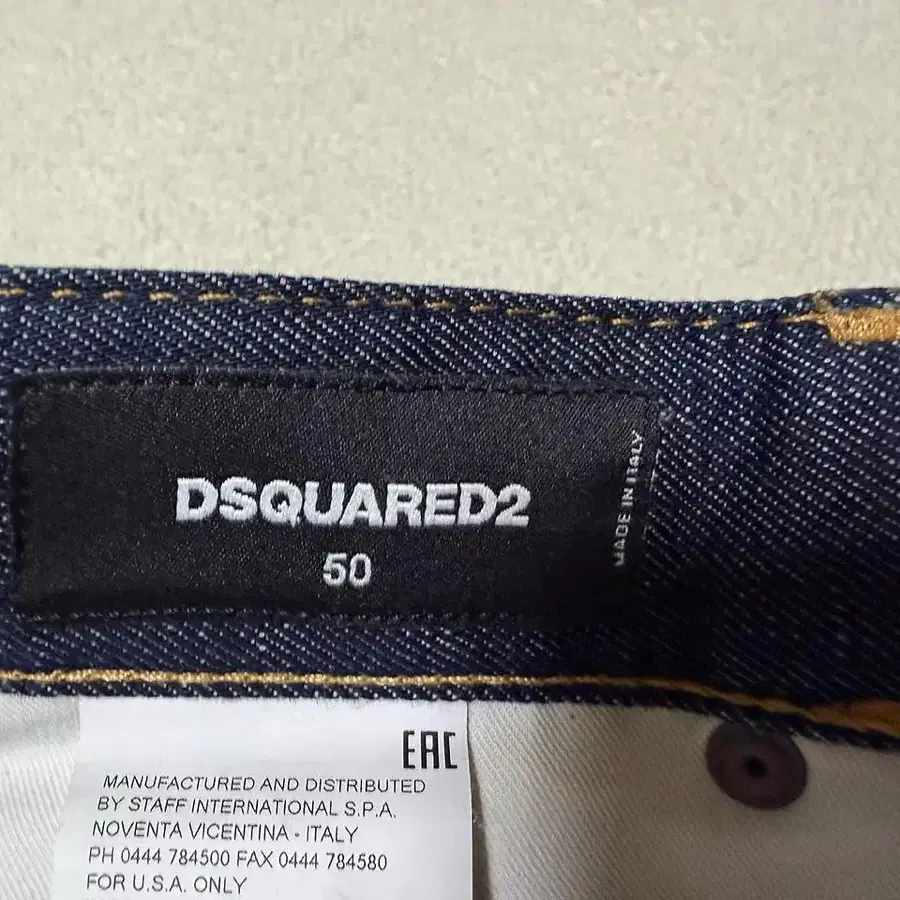 DSQUARED2
50
MADE IN ITALY
EAC
MANUFACTURED AND DISTRIBUTED
BY STAFF INTERNATIONAL S.P.A.
NOVENTA VICENTINA - ITALY
PH 0444 784500 FAX 0444 784580
FOR U.S.A. ONLY